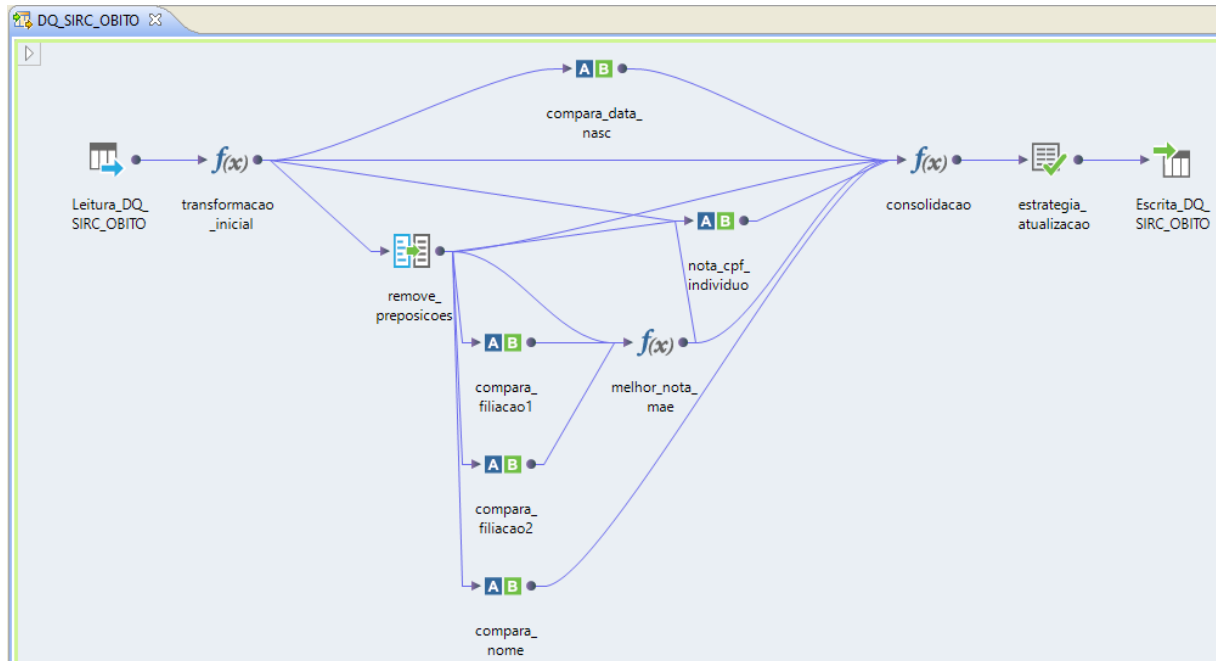 DQ_SIRC_OBITO
A B
compara_data_
nasc
f(x)
f(x)
Leitura_DQ_
SIRC_OBITO
transformacao
_inicial
consolidacao
estrategia_
atualizacao
Escrita_DQ_
SIRC_OBITO
A B
nota_cpf_
individuo
remove_
preposicoes
A B
compara_
filiacao1
f(x)
melhor_nota_
mae
A B
compara_
filiacao2
A B
compara_
nome